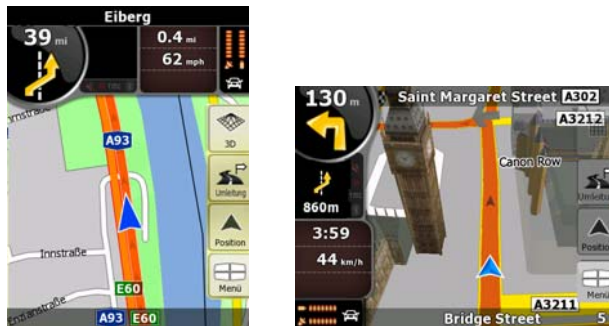 Eiberg
39 mi
0.4 mi
62 mph
A93
3D
Umleitung
Position
Innstraße
E60
Menü
A93 E60
130 m
Saint Margaret Street A302
A3212
Canon Row
860m
Position
3:59
44 km/h
Menü
A3211
Bridge Street 5